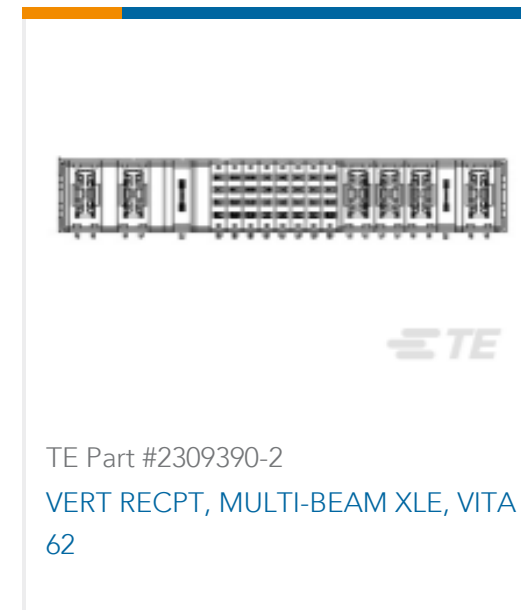 TE
TE Part #2309390-2
VERT RECPT, MULTI-BEAM XLE, VITA
62